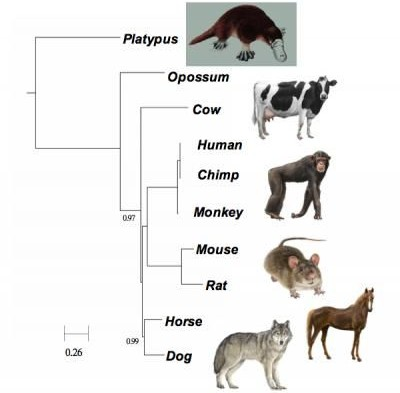 Platypus
Opossum
Cow
Human
Chimp
Monkey
0.97
Mouse
Rat
Horse
0.99
Dog
0.26